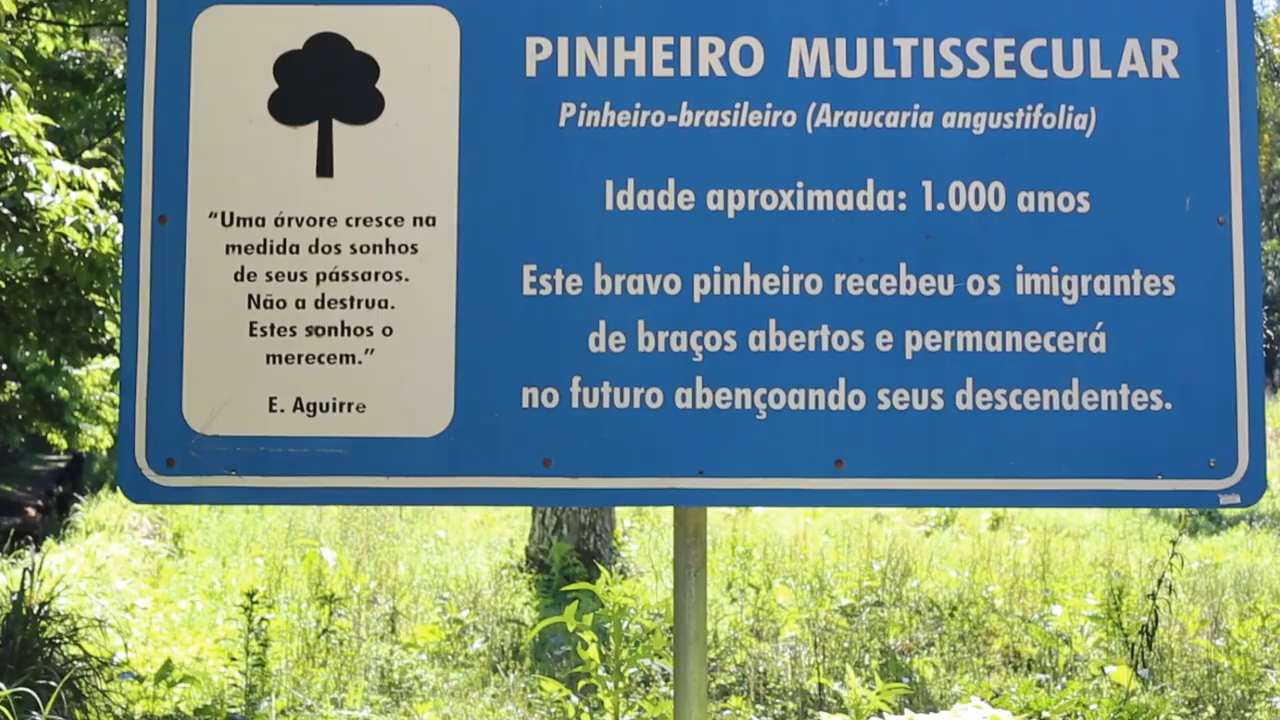 PINHEIRO MULTISSECULAR
Pinheiro-brasileiro (Araucaria angustifolia)
Idade aproximada: 1.000 anos
Este bravo pinheiro recebeu os imigrantes
de braços abertos e permanecerá
no futuro abençoando seus descendentes.
“Uma árvore cresce na
medida dos sonhos
de seus pássaros.
Não a destrua.
Estes sonhos o
merecem.”
E. Aguirre